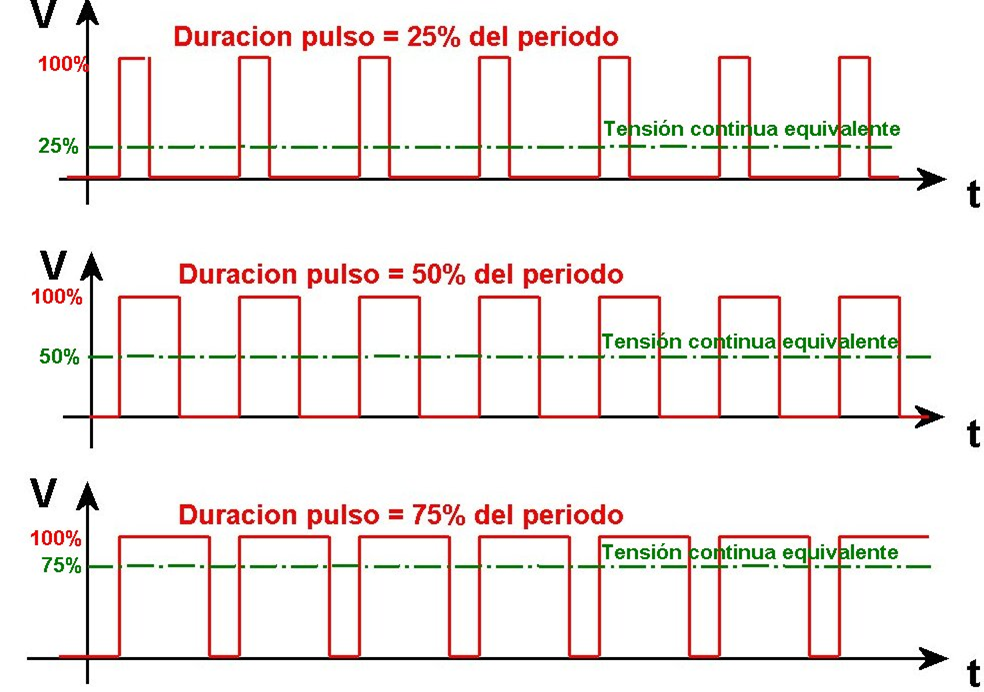 V
Duracion pulso = 25% del periodo
100%
Tensión continua equivalente
25%
t
V
Duracion pulso = 50% del periodo
100%
Tensión continua equivalente
50%
t
V
Duracion pulso = 75% del periodo
100%
Tensión continua equivalente
75%
t